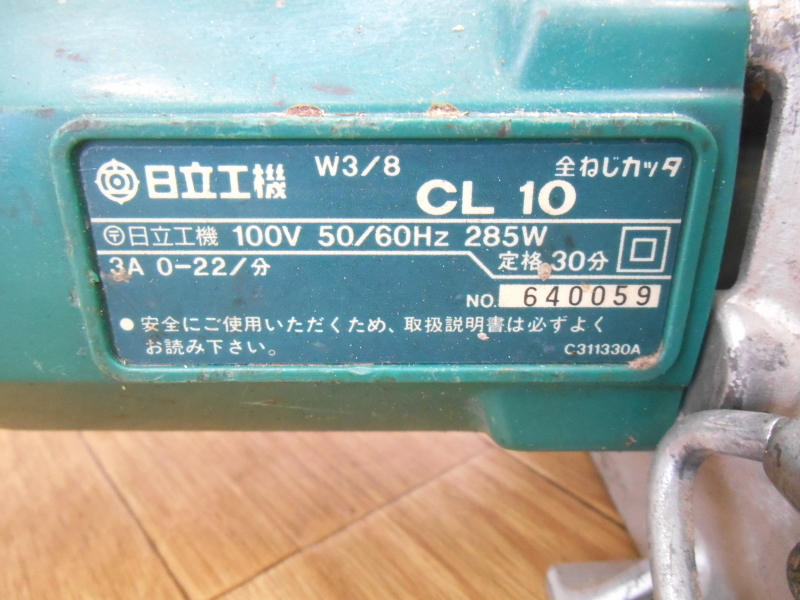 日立工機 W3/8 全ねじカッタ
CL 10
〶日立工機 100V 50/60Hz 285W
3A 0-22/分 定格 30分
NO. 640059
● 安全にご使用いただくため、取扱説明書は必ずよく
お読み下さい。
C311330A